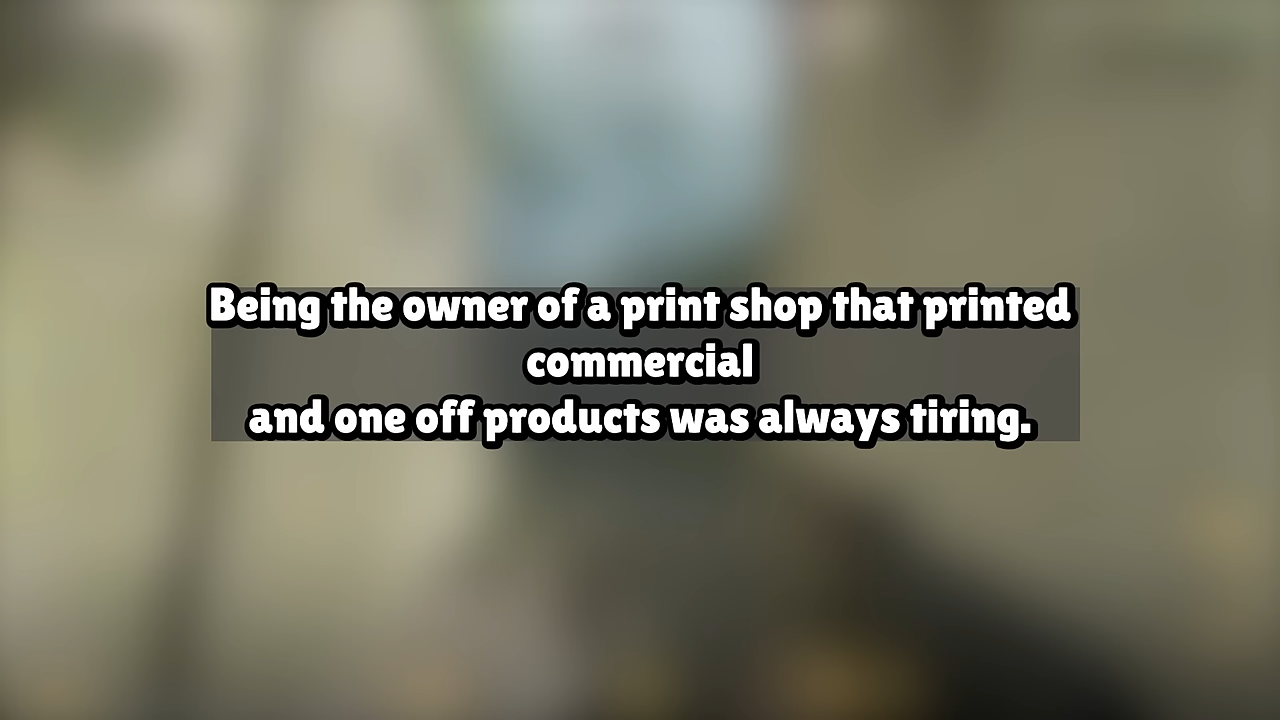 Being the owner of a print shop that printed
commercial
and one off products was always tiring.